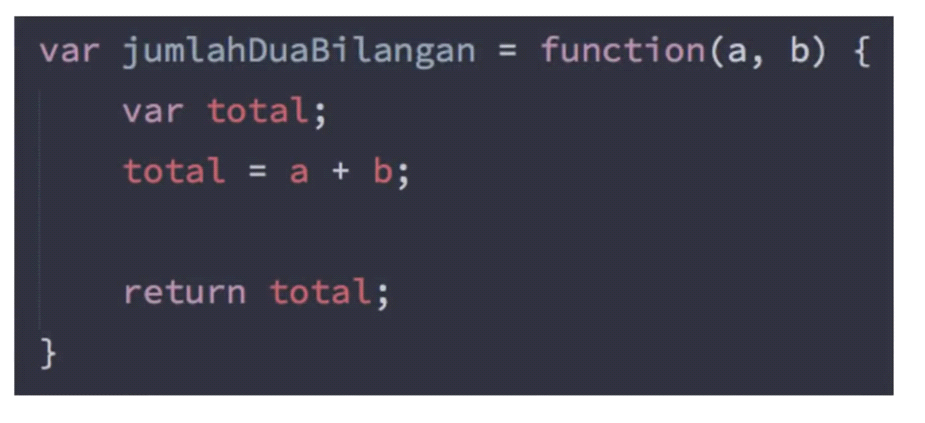 var jumlahDuaBilangan = function(a, b) {
    var total;
    total = a + b;

    return total;
}